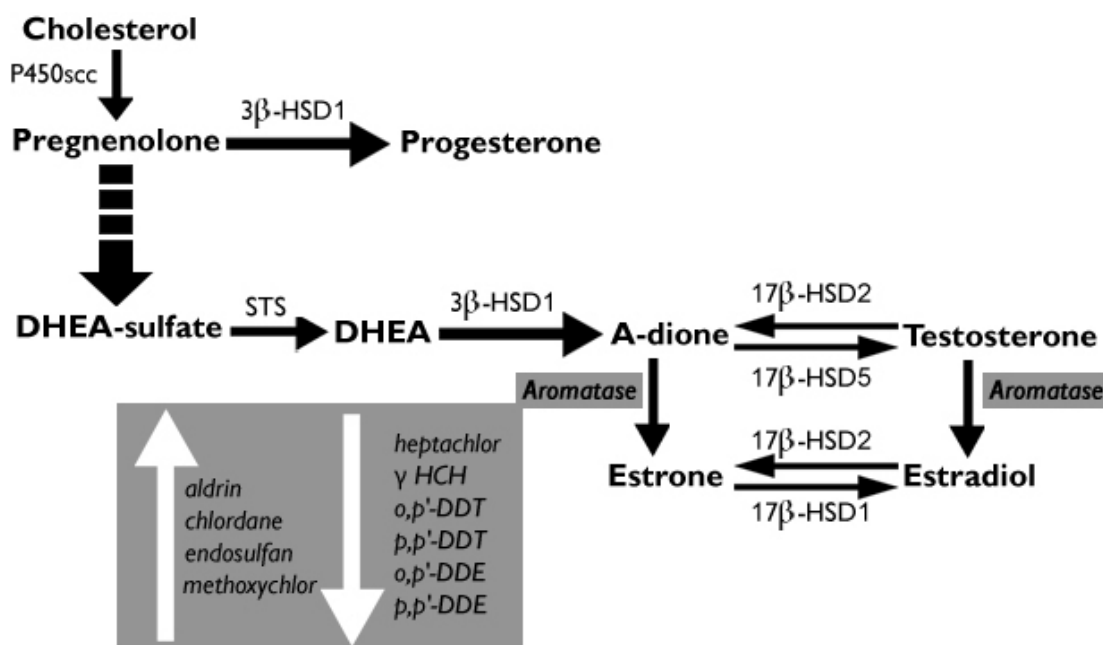 Cholesterol
P450scc
3β-HSD1
Pregnenolone
Progesterone
DHEA-sulfate
STS
DHEA
3β-HSD1
A-dione
17β-HSD2
17β-HSD5
Testosterone
Aromatase
Aromatase
Estrone
17β-HSD2
17β-HSD1
Estradiol
aldrin
chlordane
endosulfan
methoxychlor
heptachlor
γ HCH
o,p'-DDT
p,p'-DDT
o,p'-DDE
p,p'-DDE